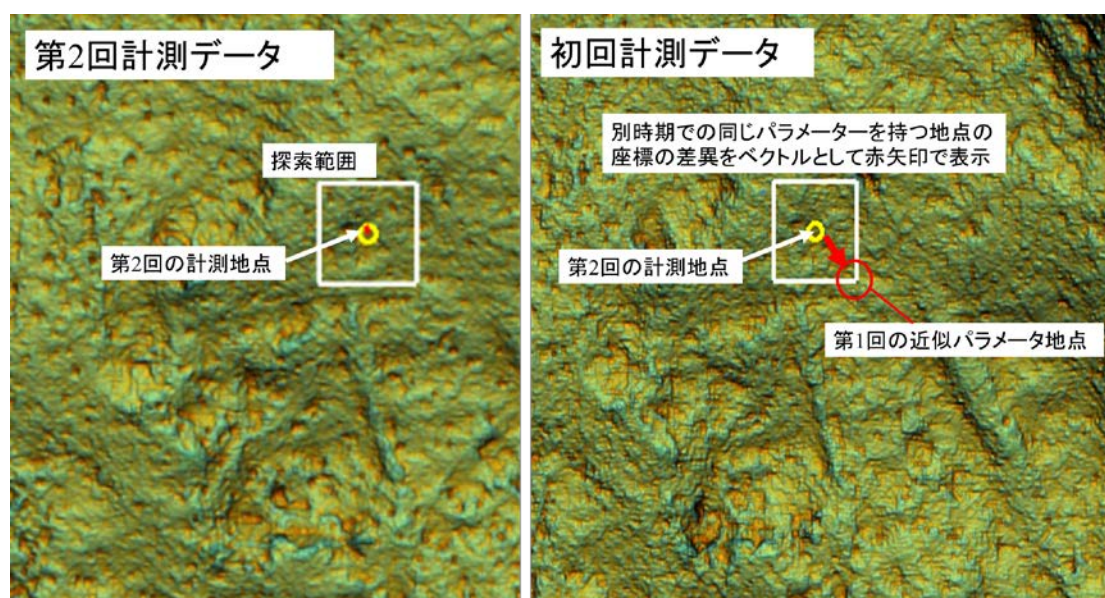 第2回計測データ
探索範囲
第2回の計測地点
初回計測データ
別時期での同じパラメーターを持つ地点の
座標の差異をベクトルとして赤矢印で表示
第2回の計測地点
第1回の近似パラメータ地点